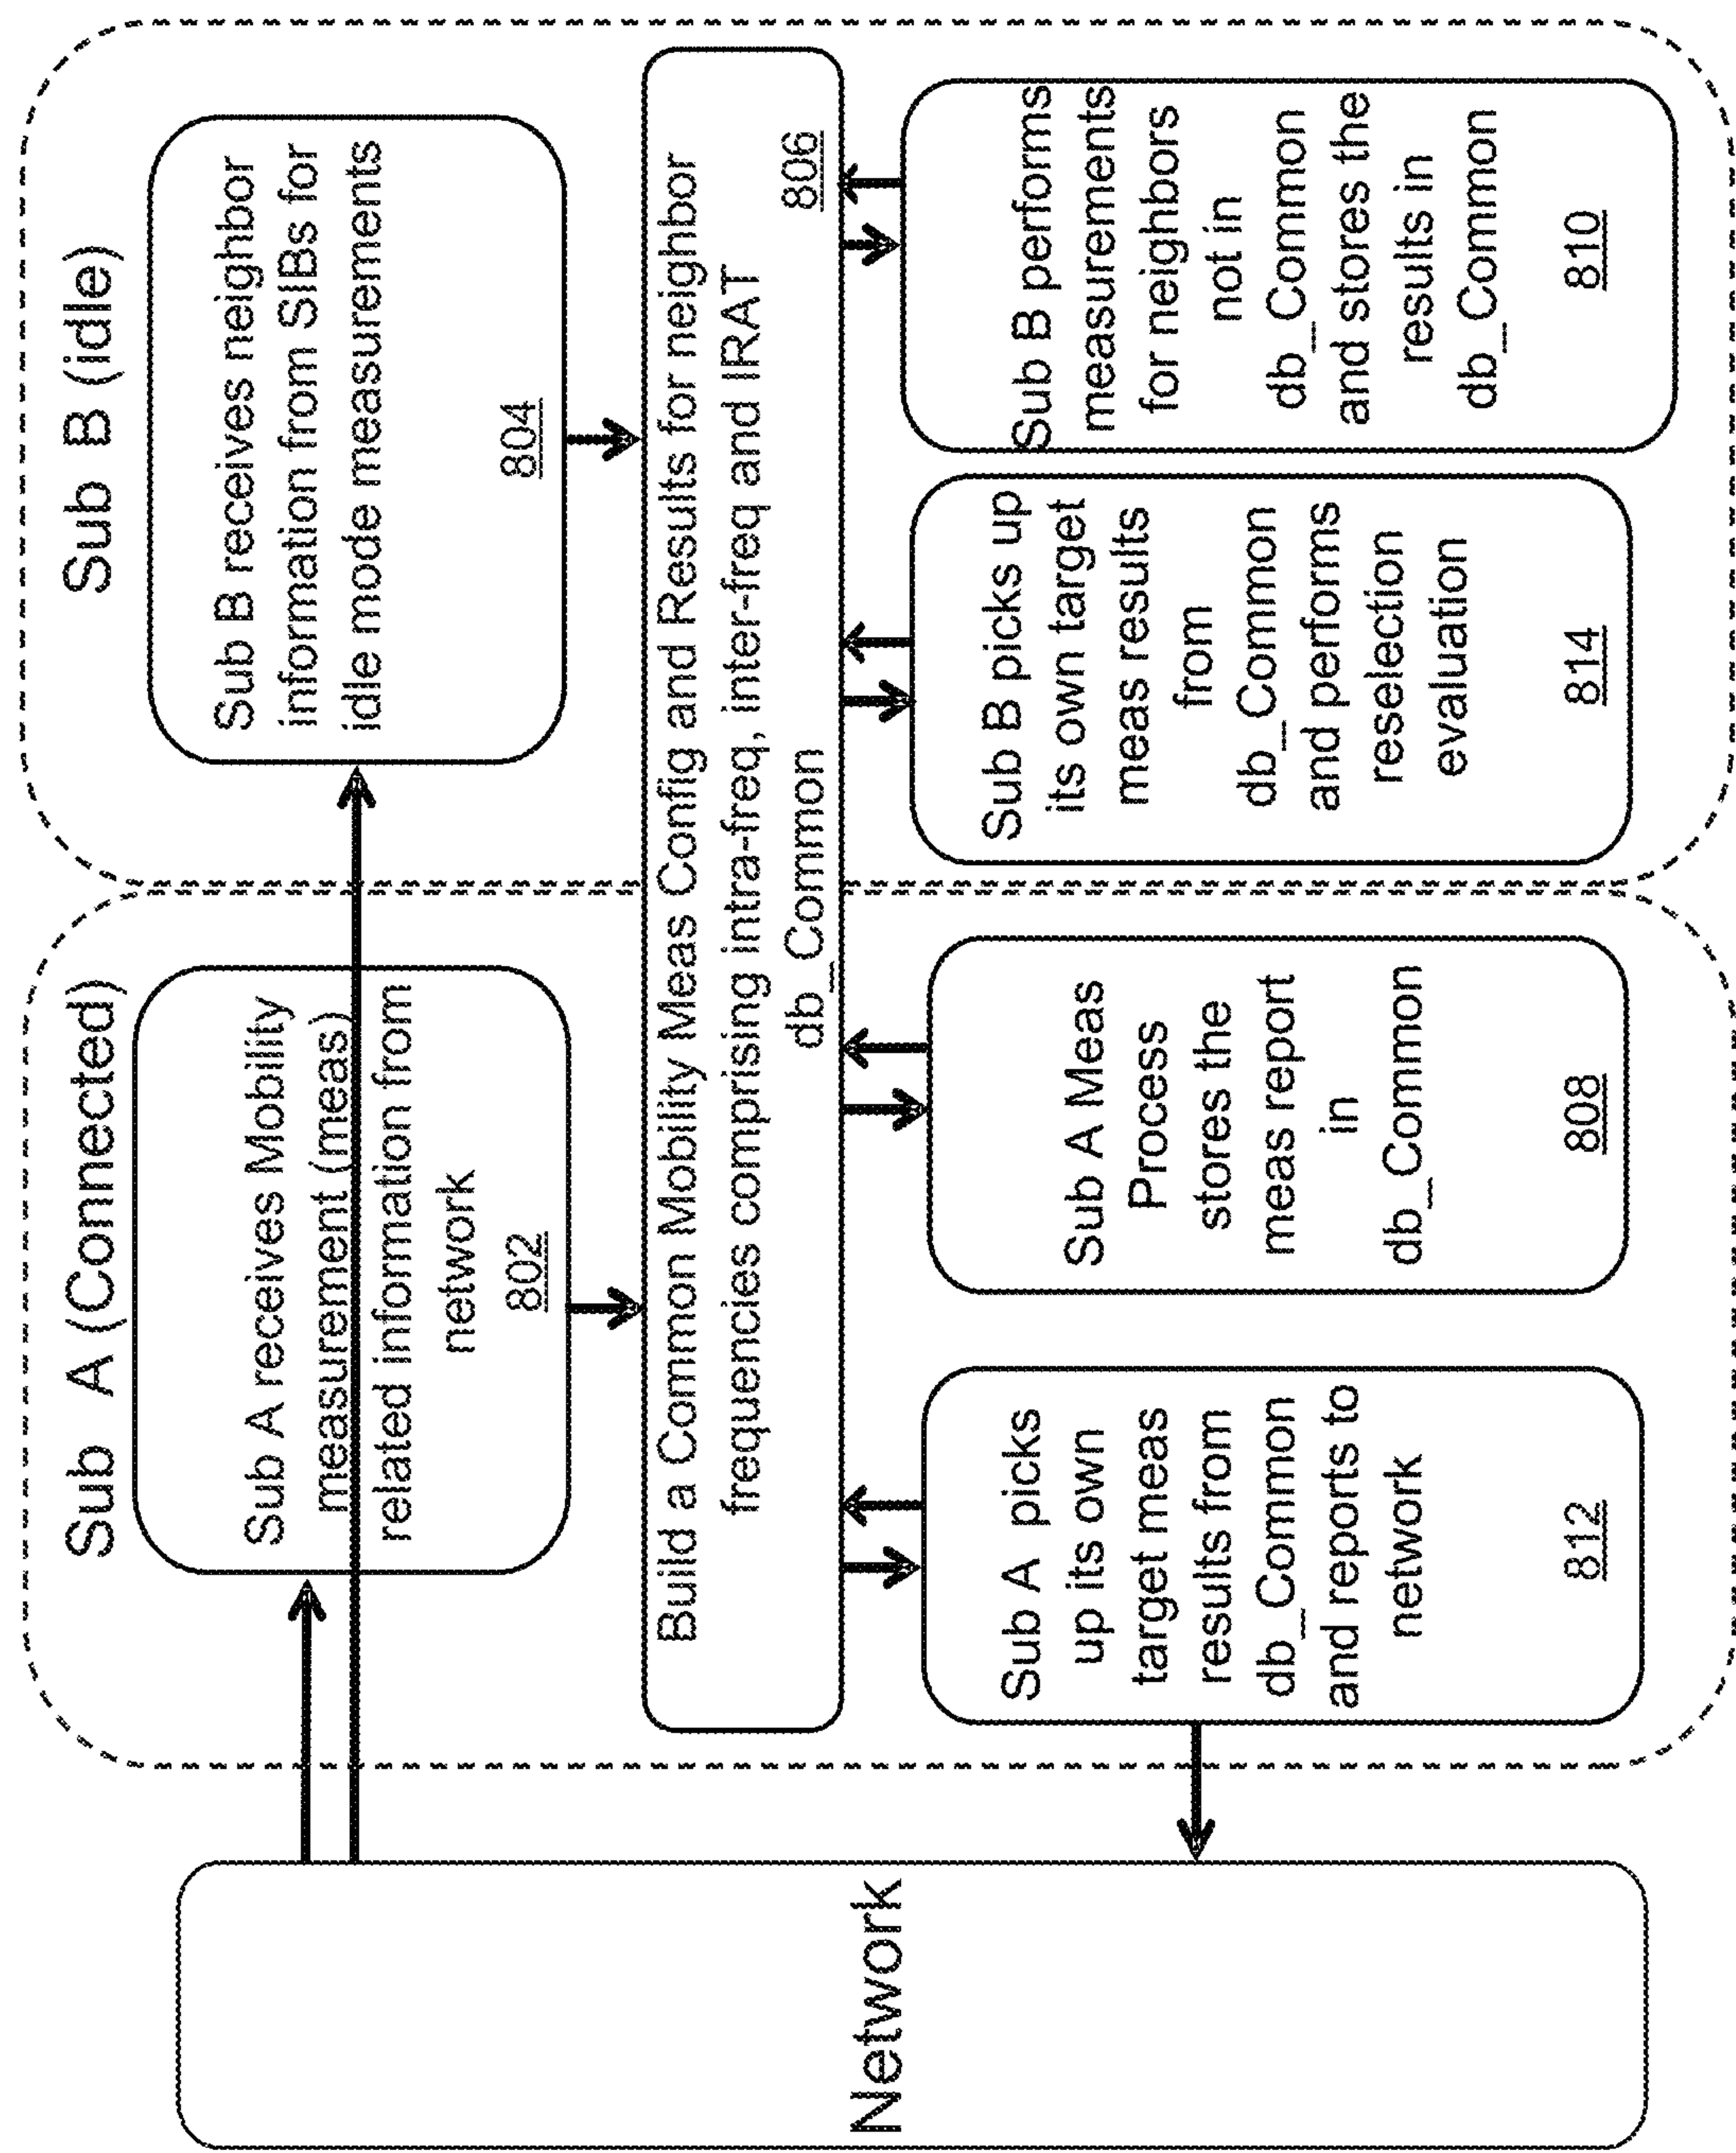 Network
Sub A (Connected)
Sub A receives Mobility
measurement (meas)
related information from
network
802
Sub B (idle)
Sub B receives neighbor
information from SIBs for
idle mode measurements
804
Build a Common Mobility Meas Config and Results for neighbor
frequencies comprising intra-freq, inter-freq and IRAT
db_Common
806
Sub A picks
up its own
target meas
results from
db_Common
and reports to
network
812
Sub A Meas
Process
stores the
meas report
in
db_Common
808
Sub B picks up
its own target
meas results
from
db_Common
and performs
reselection
evaluation
814
Sub B performs
measurements
for neighbors
not in
db_Common
and stores the
results in
db_Common
810